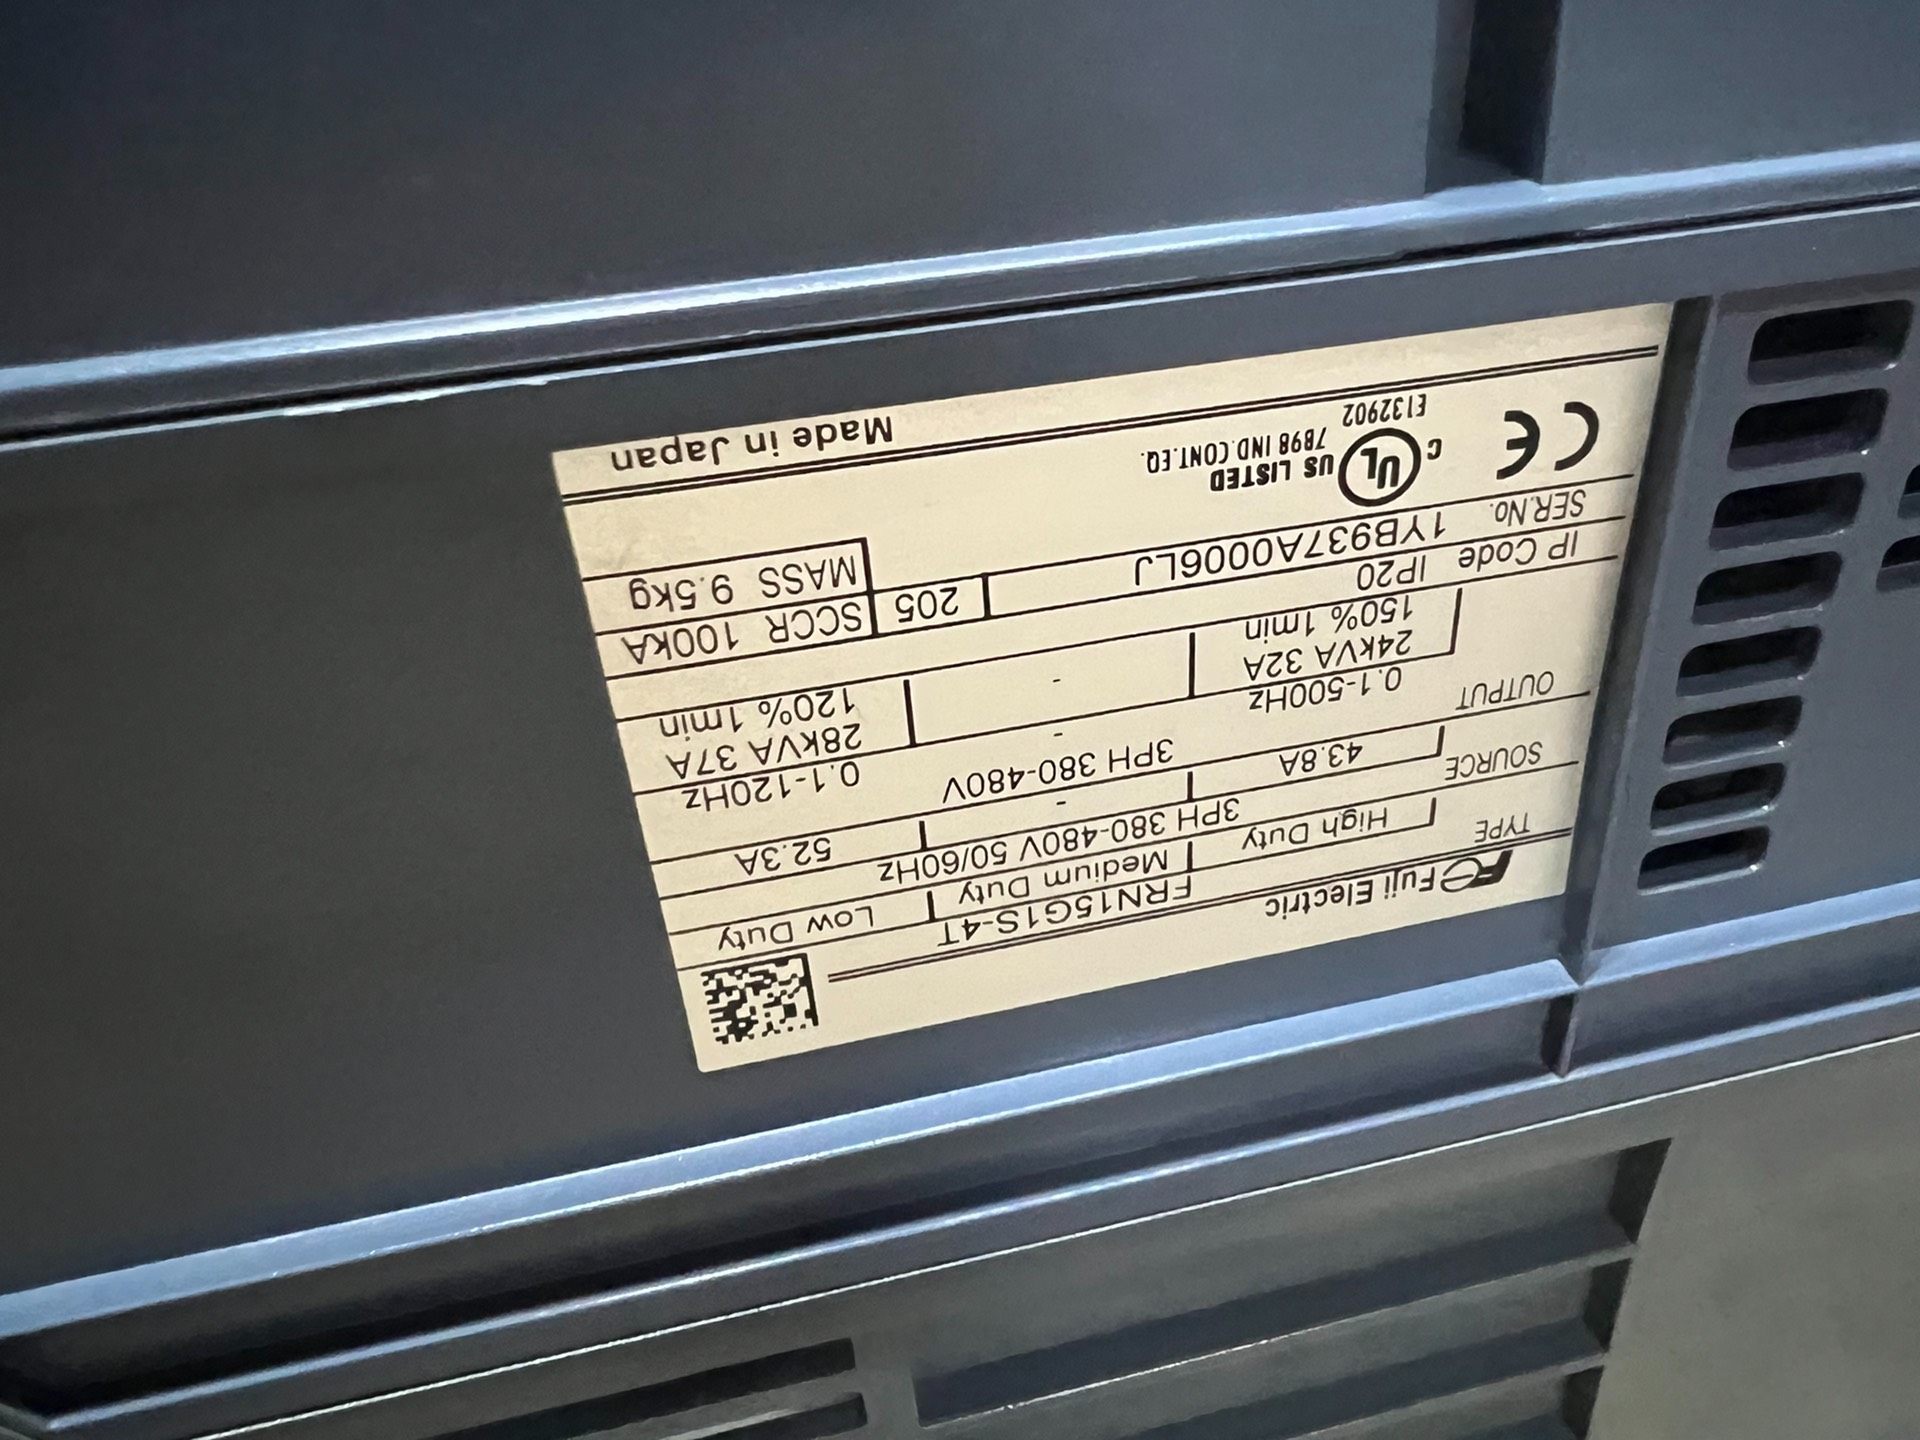 Fuji Electric
TYPE FRN15G1S-4T
High Duty Medium Duty Low Duty
SOURCE 3PH 380-480V 50/60Hz
43.8A - 52.3A
OUTPUT 3PH 380-480V
0.1-500Hz - 0.1-120Hz
24kVA 32A - 28kVA 37A
150% 1min 120% 1min
IP Code IP20
SCCR 100kA
SER.No. 1YB937A0006LJ 205 MASS 9.5kg
CE C UL US LISTED
7B98 IND.CONT.EQ.
E132902
Made in Japan